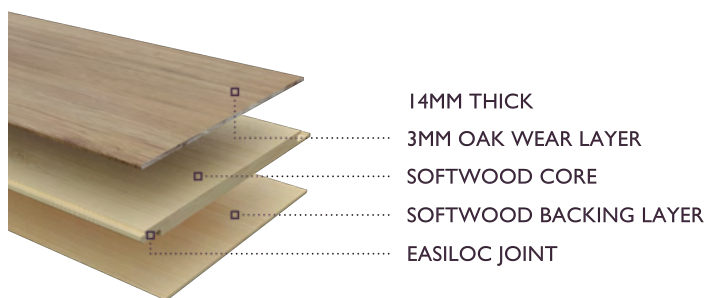 14MM THICK
3MM OAK WEAR LAYER
SOFTWOOD CORE
SOFTWOOD BACKING LAYER
EASILOC JOINT